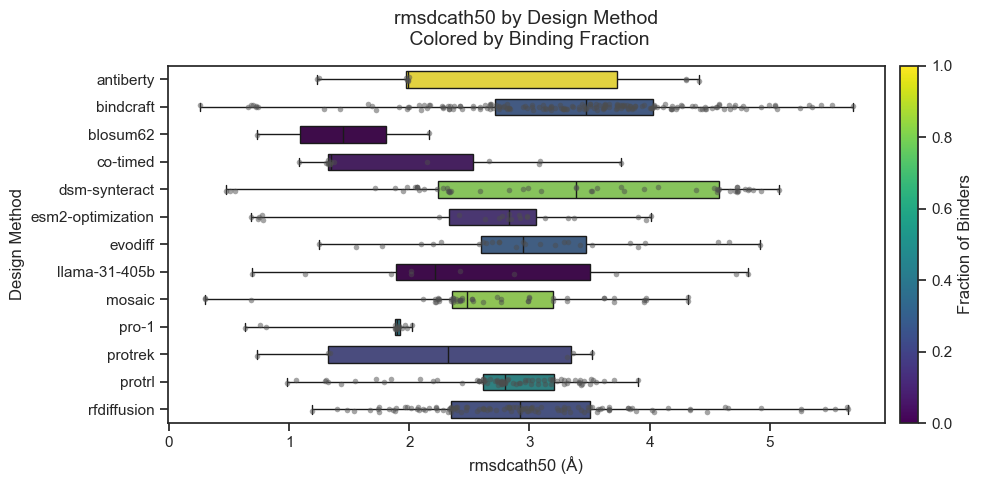 rmsdcath50 by Design Method
Colored by Binding Fraction
Design Method
antiberty
bindcraft
blosum62
co-timed
dsm-synteract
esm2-optimization
evodiff
llama-31-405b
mosaic
pro-1
protrek
protrl
rfdiffusion
0 1 2 3 4 5
rmsdcath50 (Å)
1.0
0.8
0.6
0.4
0.2
0.0
Fraction of Binders